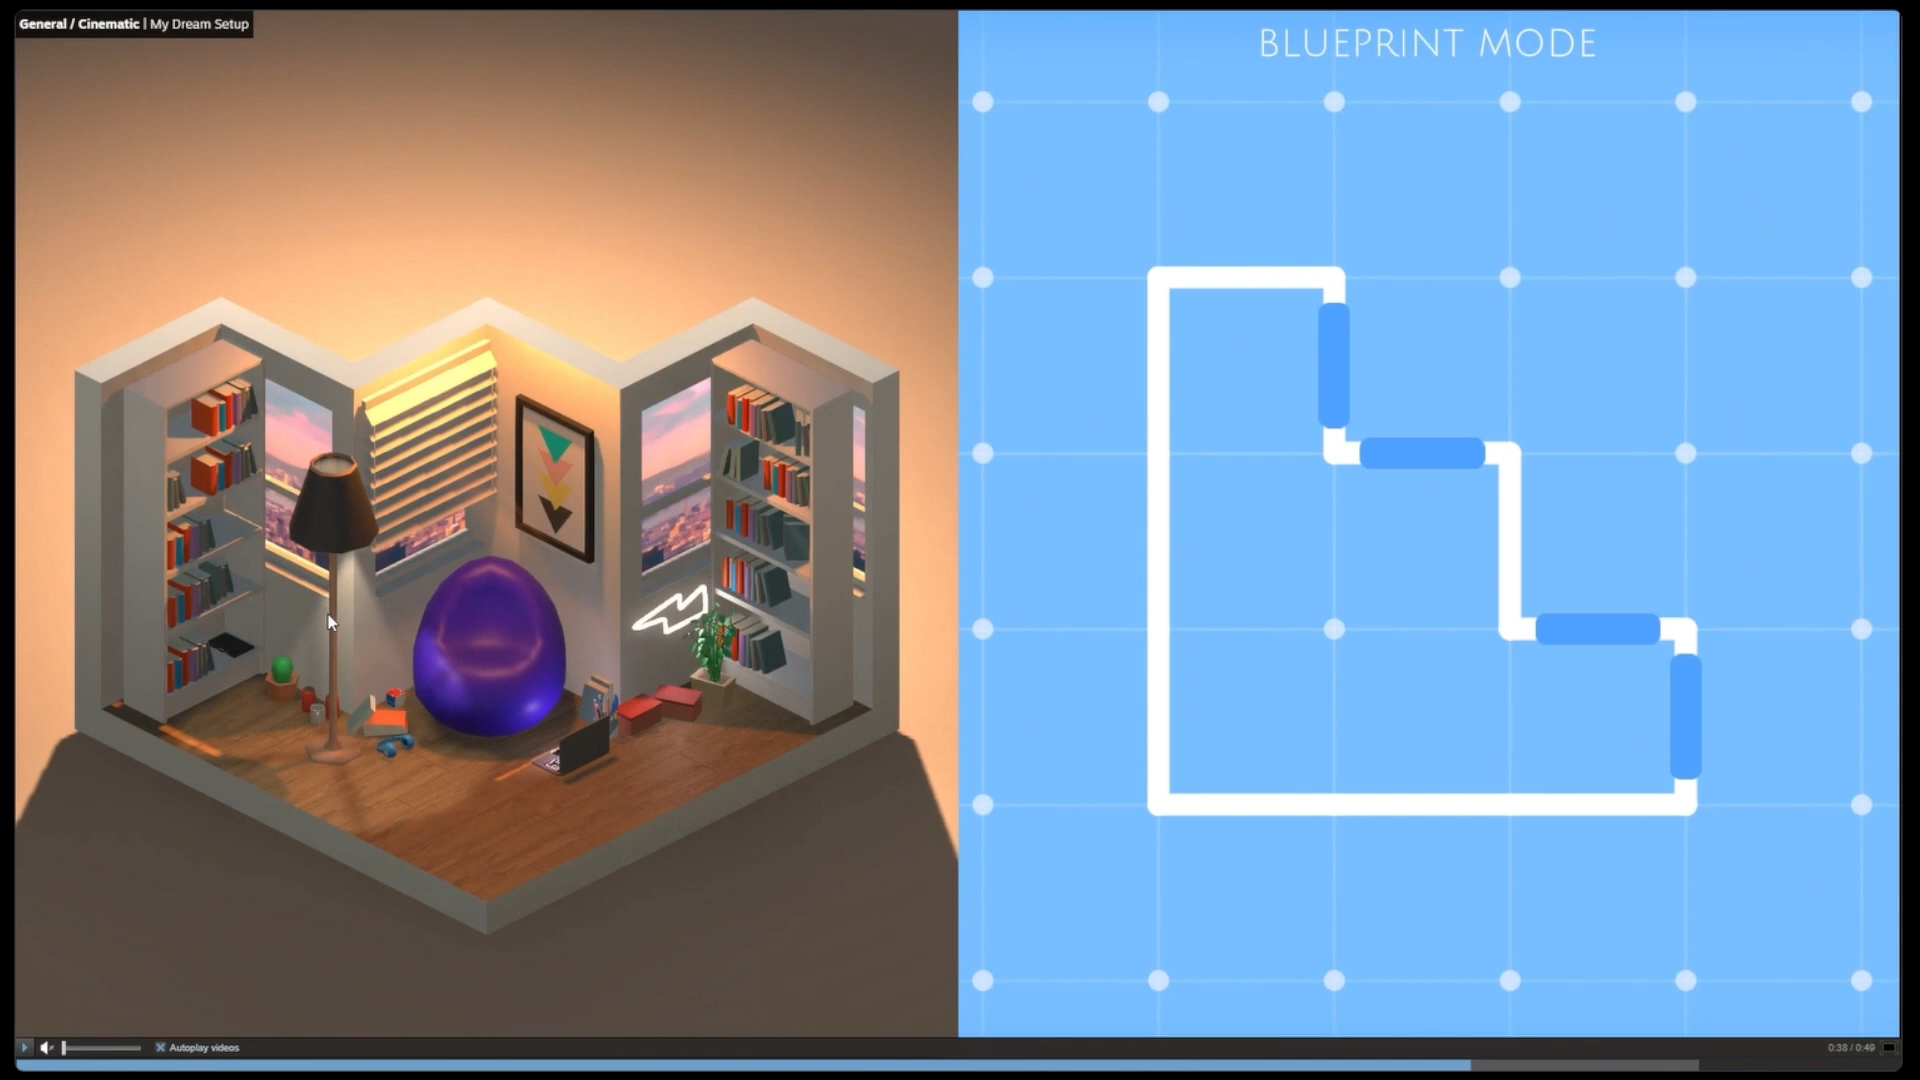 General / Cinematic | My Dream Setup
BLUEPRINT MODE
Autoplay videos
0:38 / 0:49